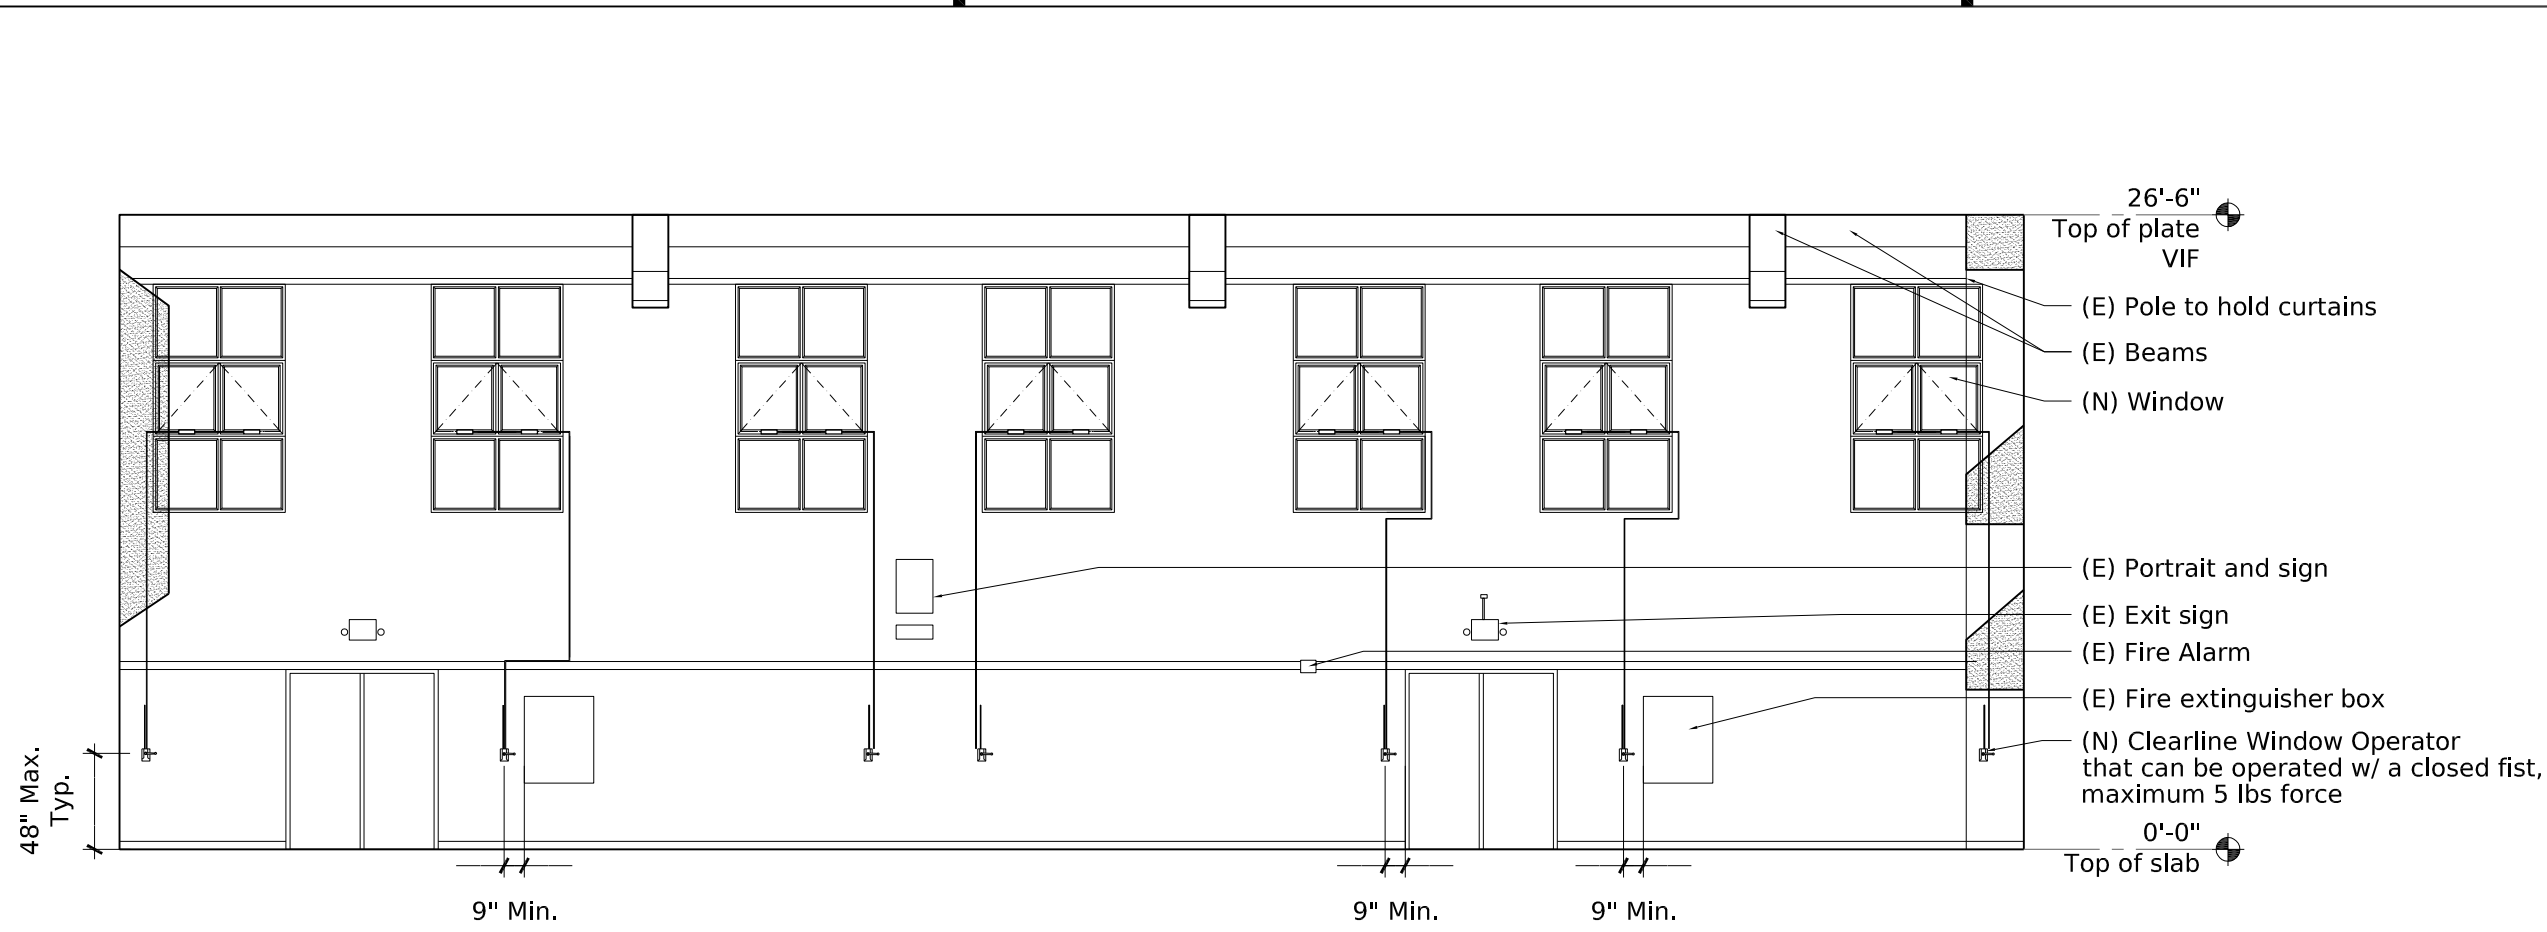 26'-6"
Top of plate
VIF
(E) Pole to hold curtains
(E) Beams
(N) Window
(E) Portrait and sign
(E) Exit sign
(E) Fire Alarm
(E) Fire extinguisher box
(N) Clearline Window Operator
that can be operated w/ a closed fist,
maximum 5 lbs force
0'-0"
Top of slab
48" Max.
Typ.
9" Min.
9" Min.
9" Min.